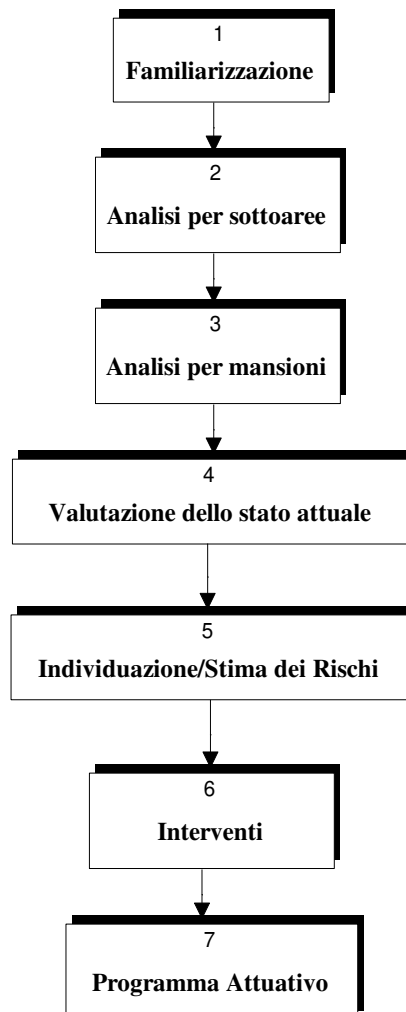 1
Familiarizzazione
2
Analisi per sottoaree
3
Analisi per mansioni
4
Valutazione dello stato attuale
5
Individuazione/Stima dei Rischi
6
Interventi
7
Programma Attuativo